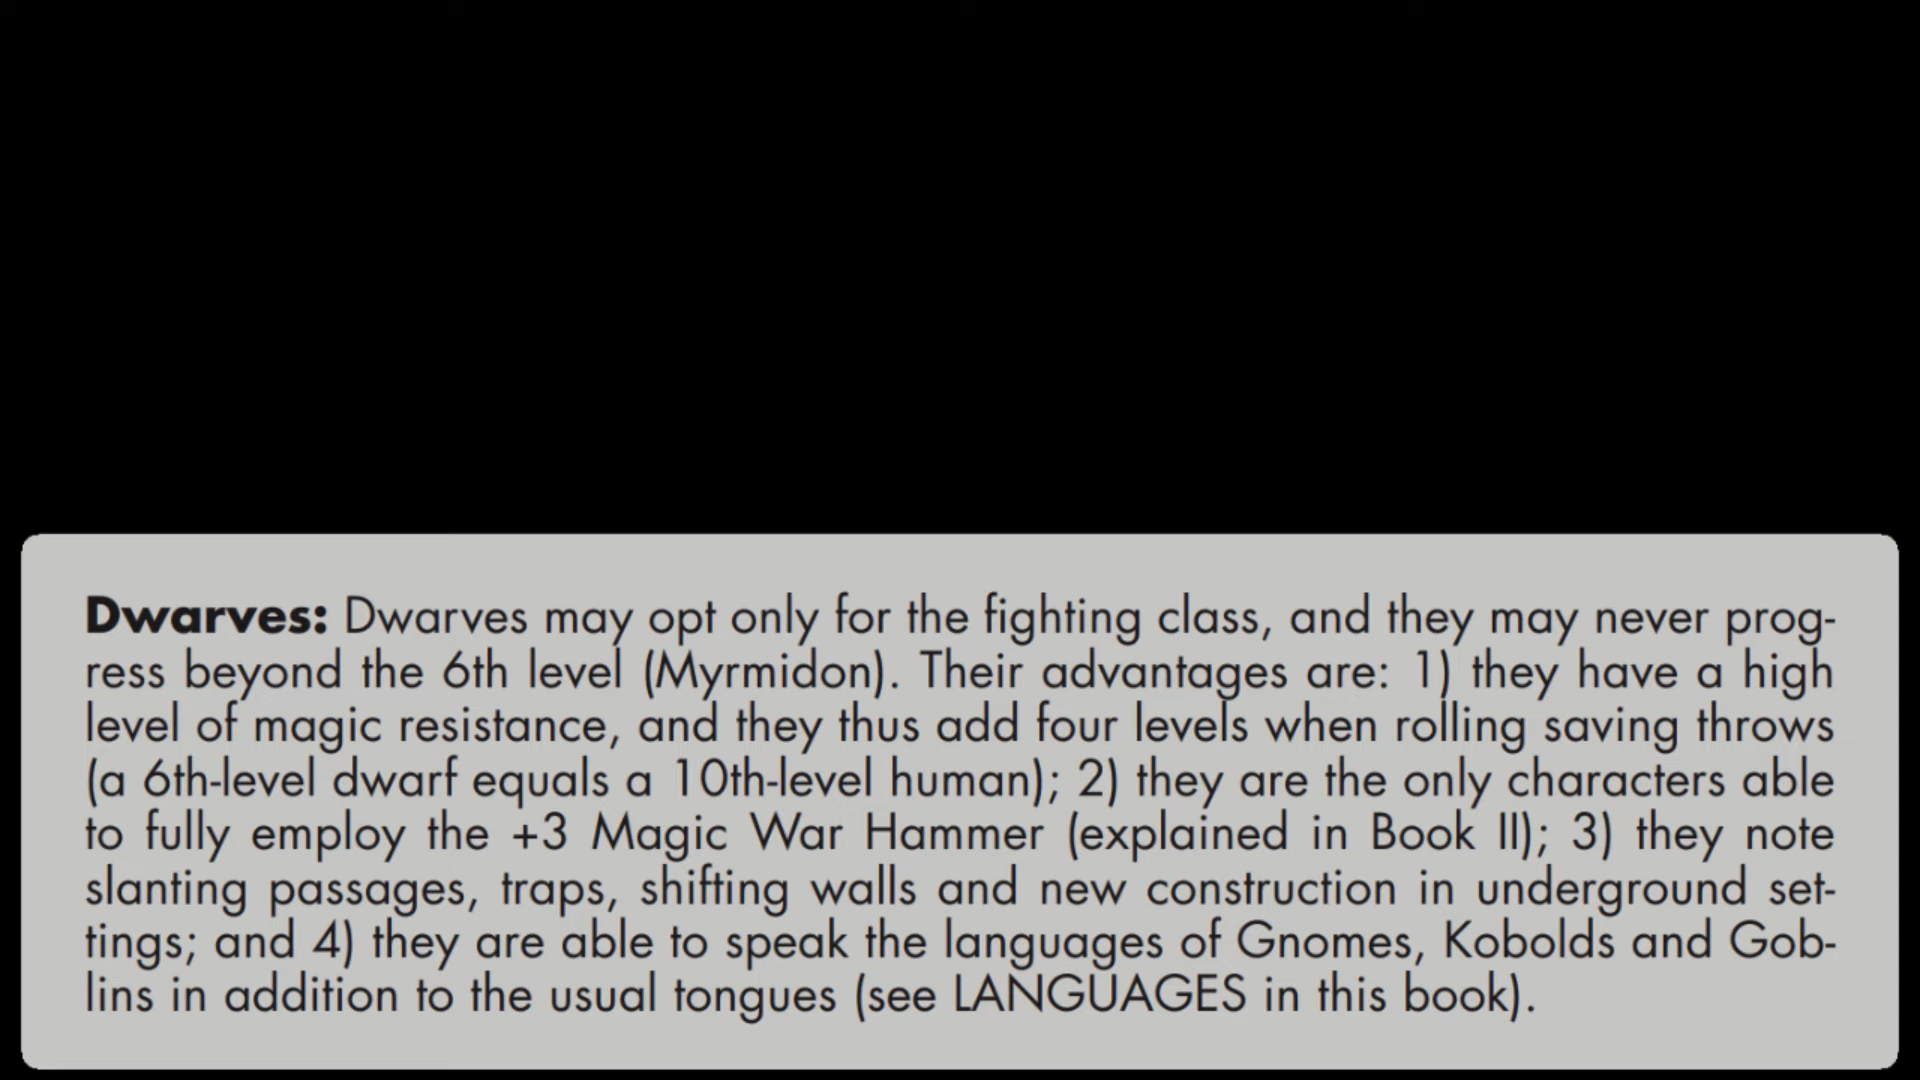 Dwarves: Dwarves may opt only for the fighting class, and they may never prog-
ress beyond the 6th level (Myrmidon). Their advantages are: 1) they have a high
level of magic resistance, and they thus add four levels when rolling saving throws
(a 6th-level dwarf equals a 10th-level human); 2) they are the only characters able
to fully employ the +3 Magic War Hammer (explained in Book II); 3) they note
slanting passages, traps, shifting walls and new construction in underground set-
tings; and 4) they are able to speak the languages of Gnomes, Kobolds and Gob-
lins in addition to the usual tongues (see LANGUAGES in this book).